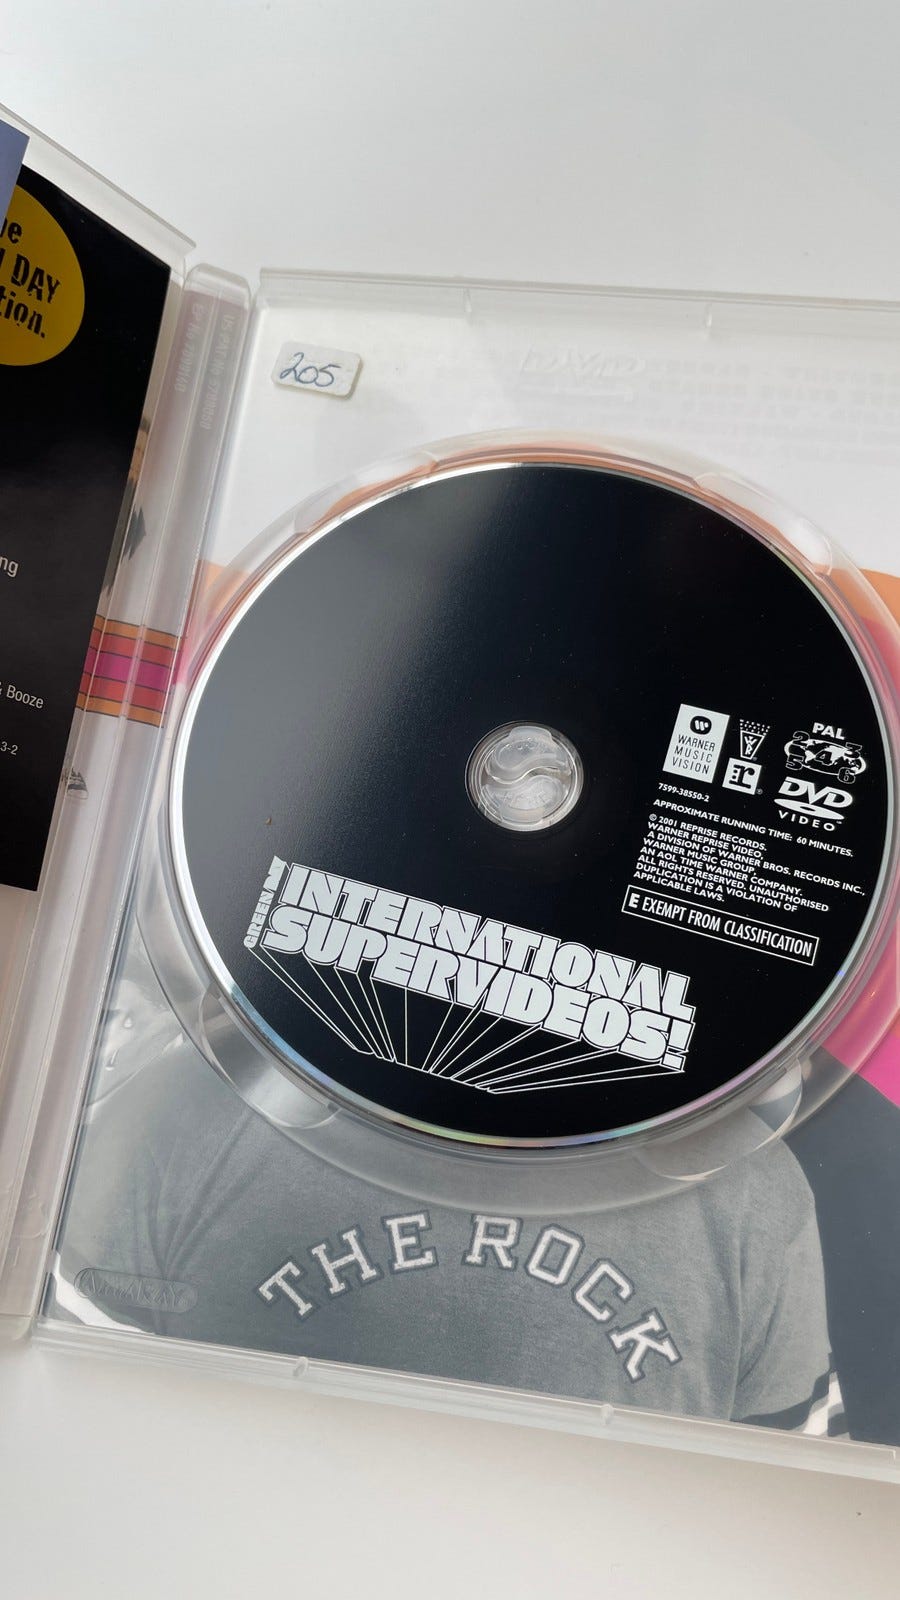 DAY
tion.
ng
& Booze
3-2
205
WARNER
MUSIC
VISION
PAL
2 3
5 4 6
DVD
VIDEO
7599-38550-2
APPROXIMATE RUNNING TIME: 60 MINUTES.
© 2001 REPRISE RECORDS.
WARNER REPRISE VIDEO,
A DIVISION OF WARNER BROS. RECORDS INC.,
WARNER MUSIC GROUP,
AN AOL TIME WARNER COMPANY.
ALL RIGHTS RESERVED. UNAUTHORISED
DUPLICATION IS A VIOLATION OF
APPLICABLE LAWS.
E EXEMPT FROM CLASSIFICATION
GREEN DAY
INTERNATIONAL
SUPERVIDEOS!
THE ROCK
AMARAY